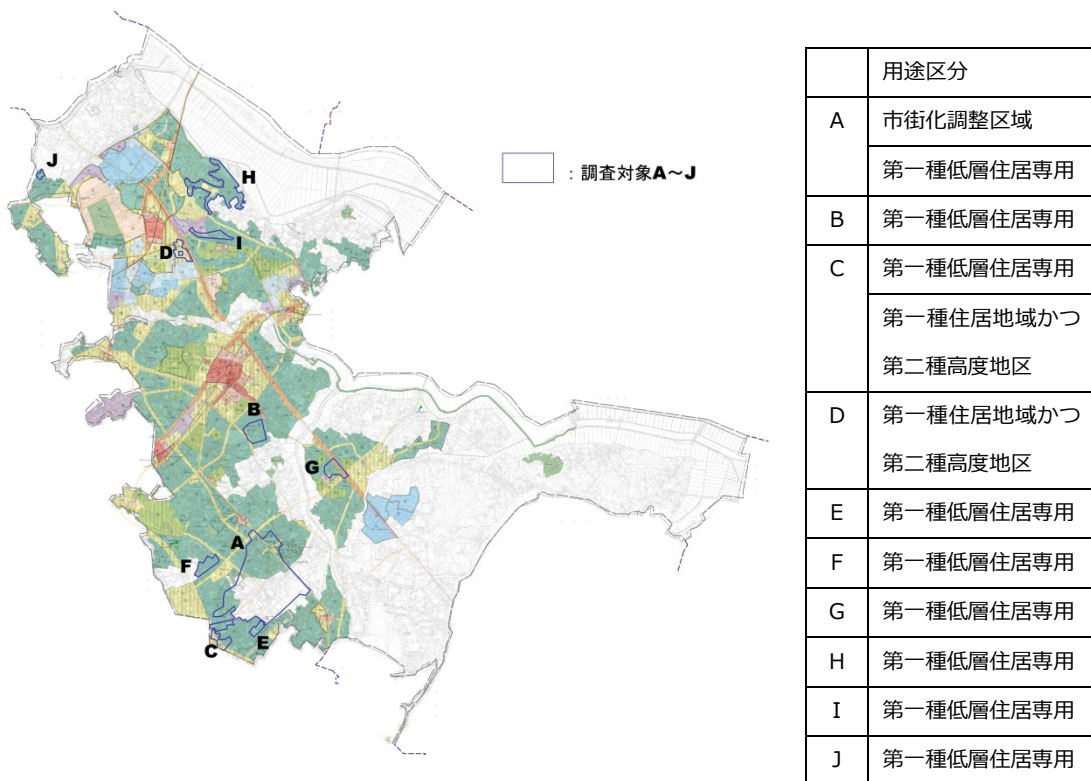 J
H
I
D
B
G
A
F
E
C
：調査対象A～J
用途区分
A 市街化調整区域
第一種低層住居専用
B 第一種低層住居専用
C 第一種低層住居専用
第一種住居地域かつ
第二種高度地区
D 第一種住居地域かつ
第二種高度地区
E 第一種低層住居専用
F 第一種低層住居専用
G 第一種低層住居専用
H 第一種低層住居専用
I 第一種低層住居専用
J 第一種低層住居専用